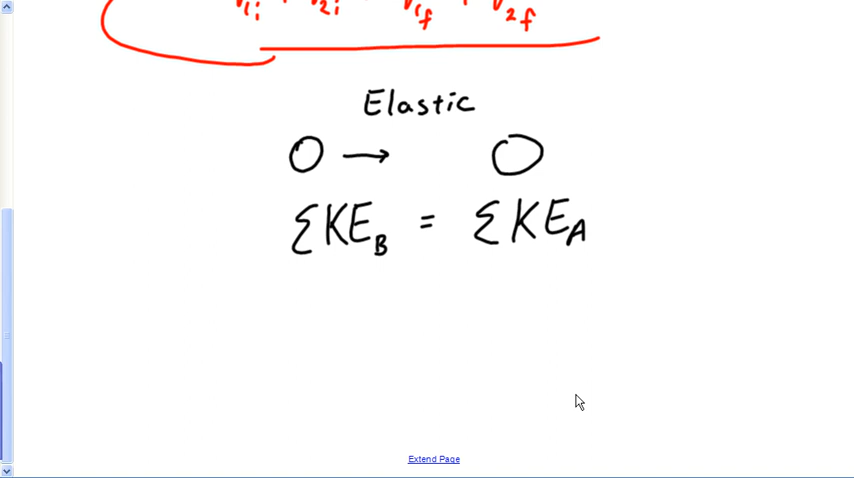 Elastic
ΣKE_B = ΣKE_A
Extend Page